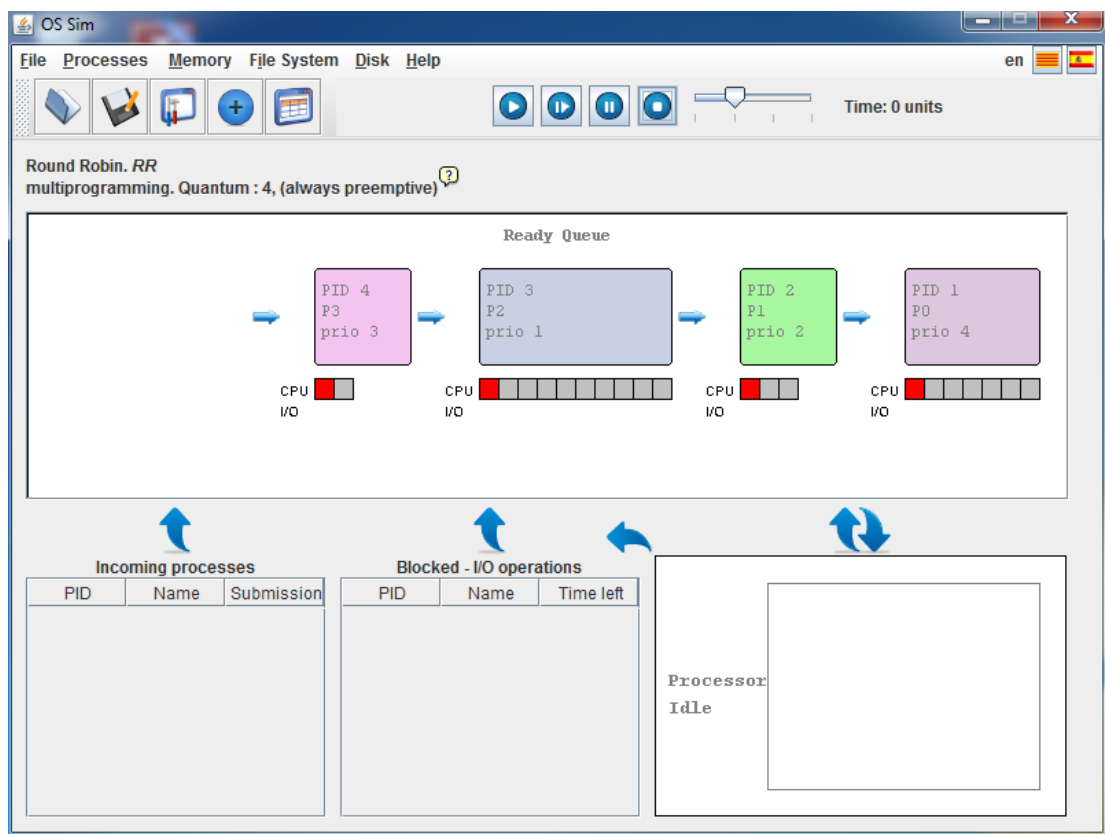 OS Sim
File Processes Memory File System Disk Help en
Time: 0 units
Round Robin. RR
multiprogramming. Quantum : 4, (always preemptive) ?
Ready Queue
PID 4
P3
prio 3
CPU
I/O
PID 3
P2
prio 1
CPU
I/O
PID 2
P1
prio 2
CPU
I/O
PID 1
P0
prio 4
CPU
I/O
Incoming processes
PID Name Submission
Blocked - I/O operations
PID Name Time left
Processor
Idle